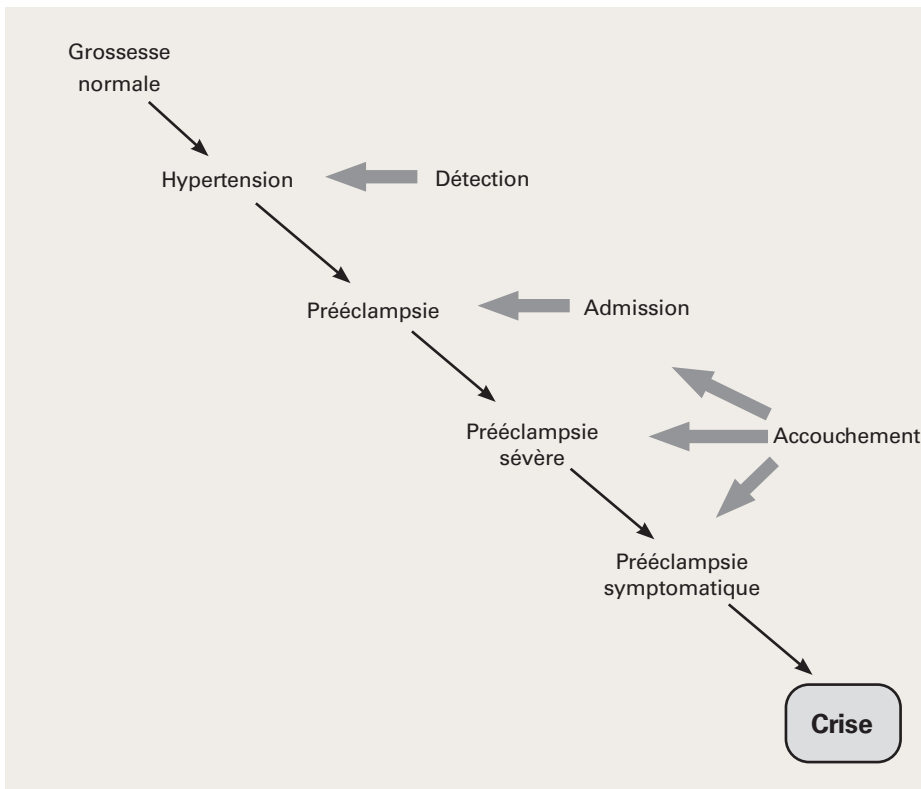 Grossesse
normale
Hypertension
Détection
Prééclampsie
Admission
Prééclampsie
sévère
Accouchement
Prééclampsie
symptomatique
Crise